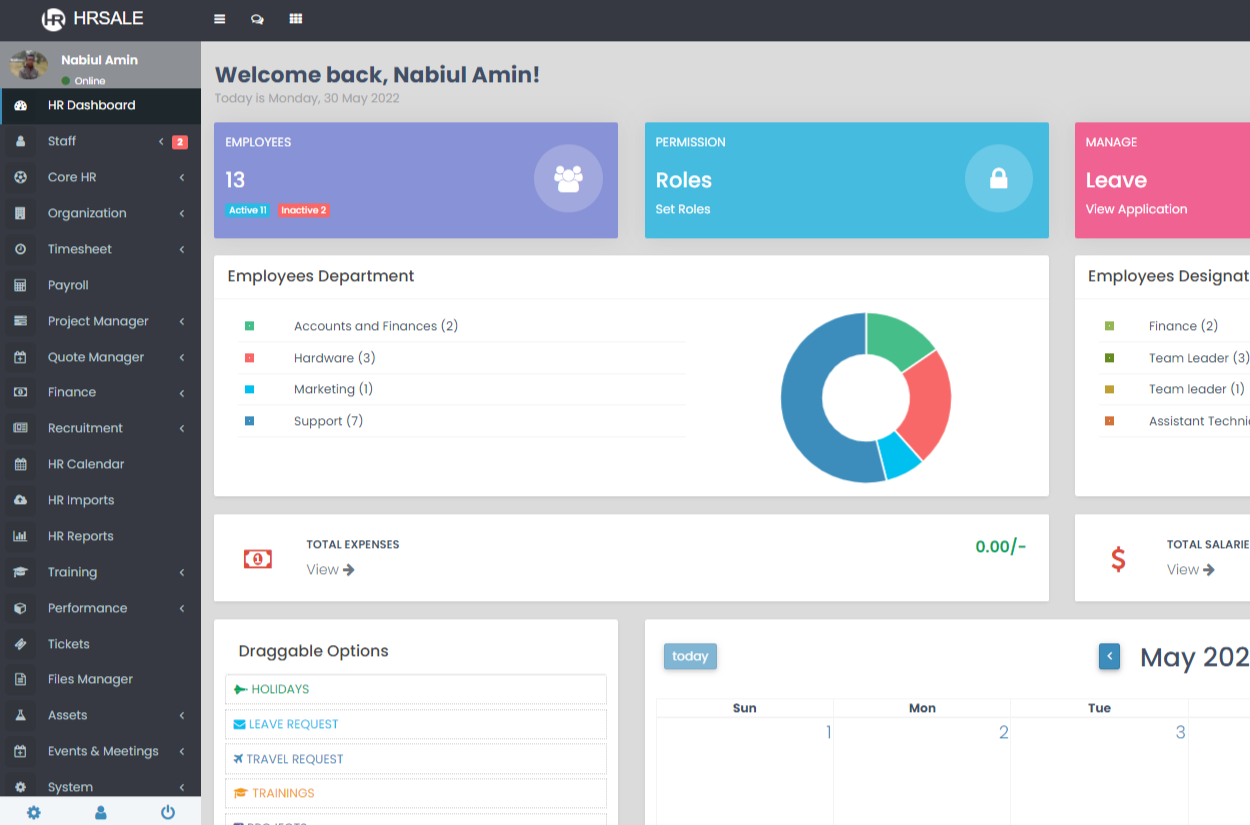 HRSALE
Nabiul Amin
Online
HR Dashboard
Staff
2
Core HR
Organization
Timesheet
Payroll
Project Manager
Quote Manager
Finance
Recruitment
HR Calendar
HR Imports
HR Reports
Training
Performance
Tickets
Files Manager
Assets
Events & Meetings
System
Welcome back, Nabiul Amin!
Today is Monday, 30 May 2022
EMPLOYEES
13
Active 11 Inactive 2
PERMISSION
Roles
Set Roles
MANAGE
Leave
View Application
Employees Department
Accounts and Finances (2)
Hardware (3)
Marketing (1)
Support (7)
Employees Designat
Finance (2)
Team Leader (3)
Team leader (1)
Assistant Techni
TOTAL EXPENSES
View
0.00/-
TOTAL SALARIE
View
Draggable Options
HOLIDAYS
LEAVE REQUEST
TRAVEL REQUEST
TRAININGS
PROJECTS
today
May 202
Sun Mon Tue
1 2 3